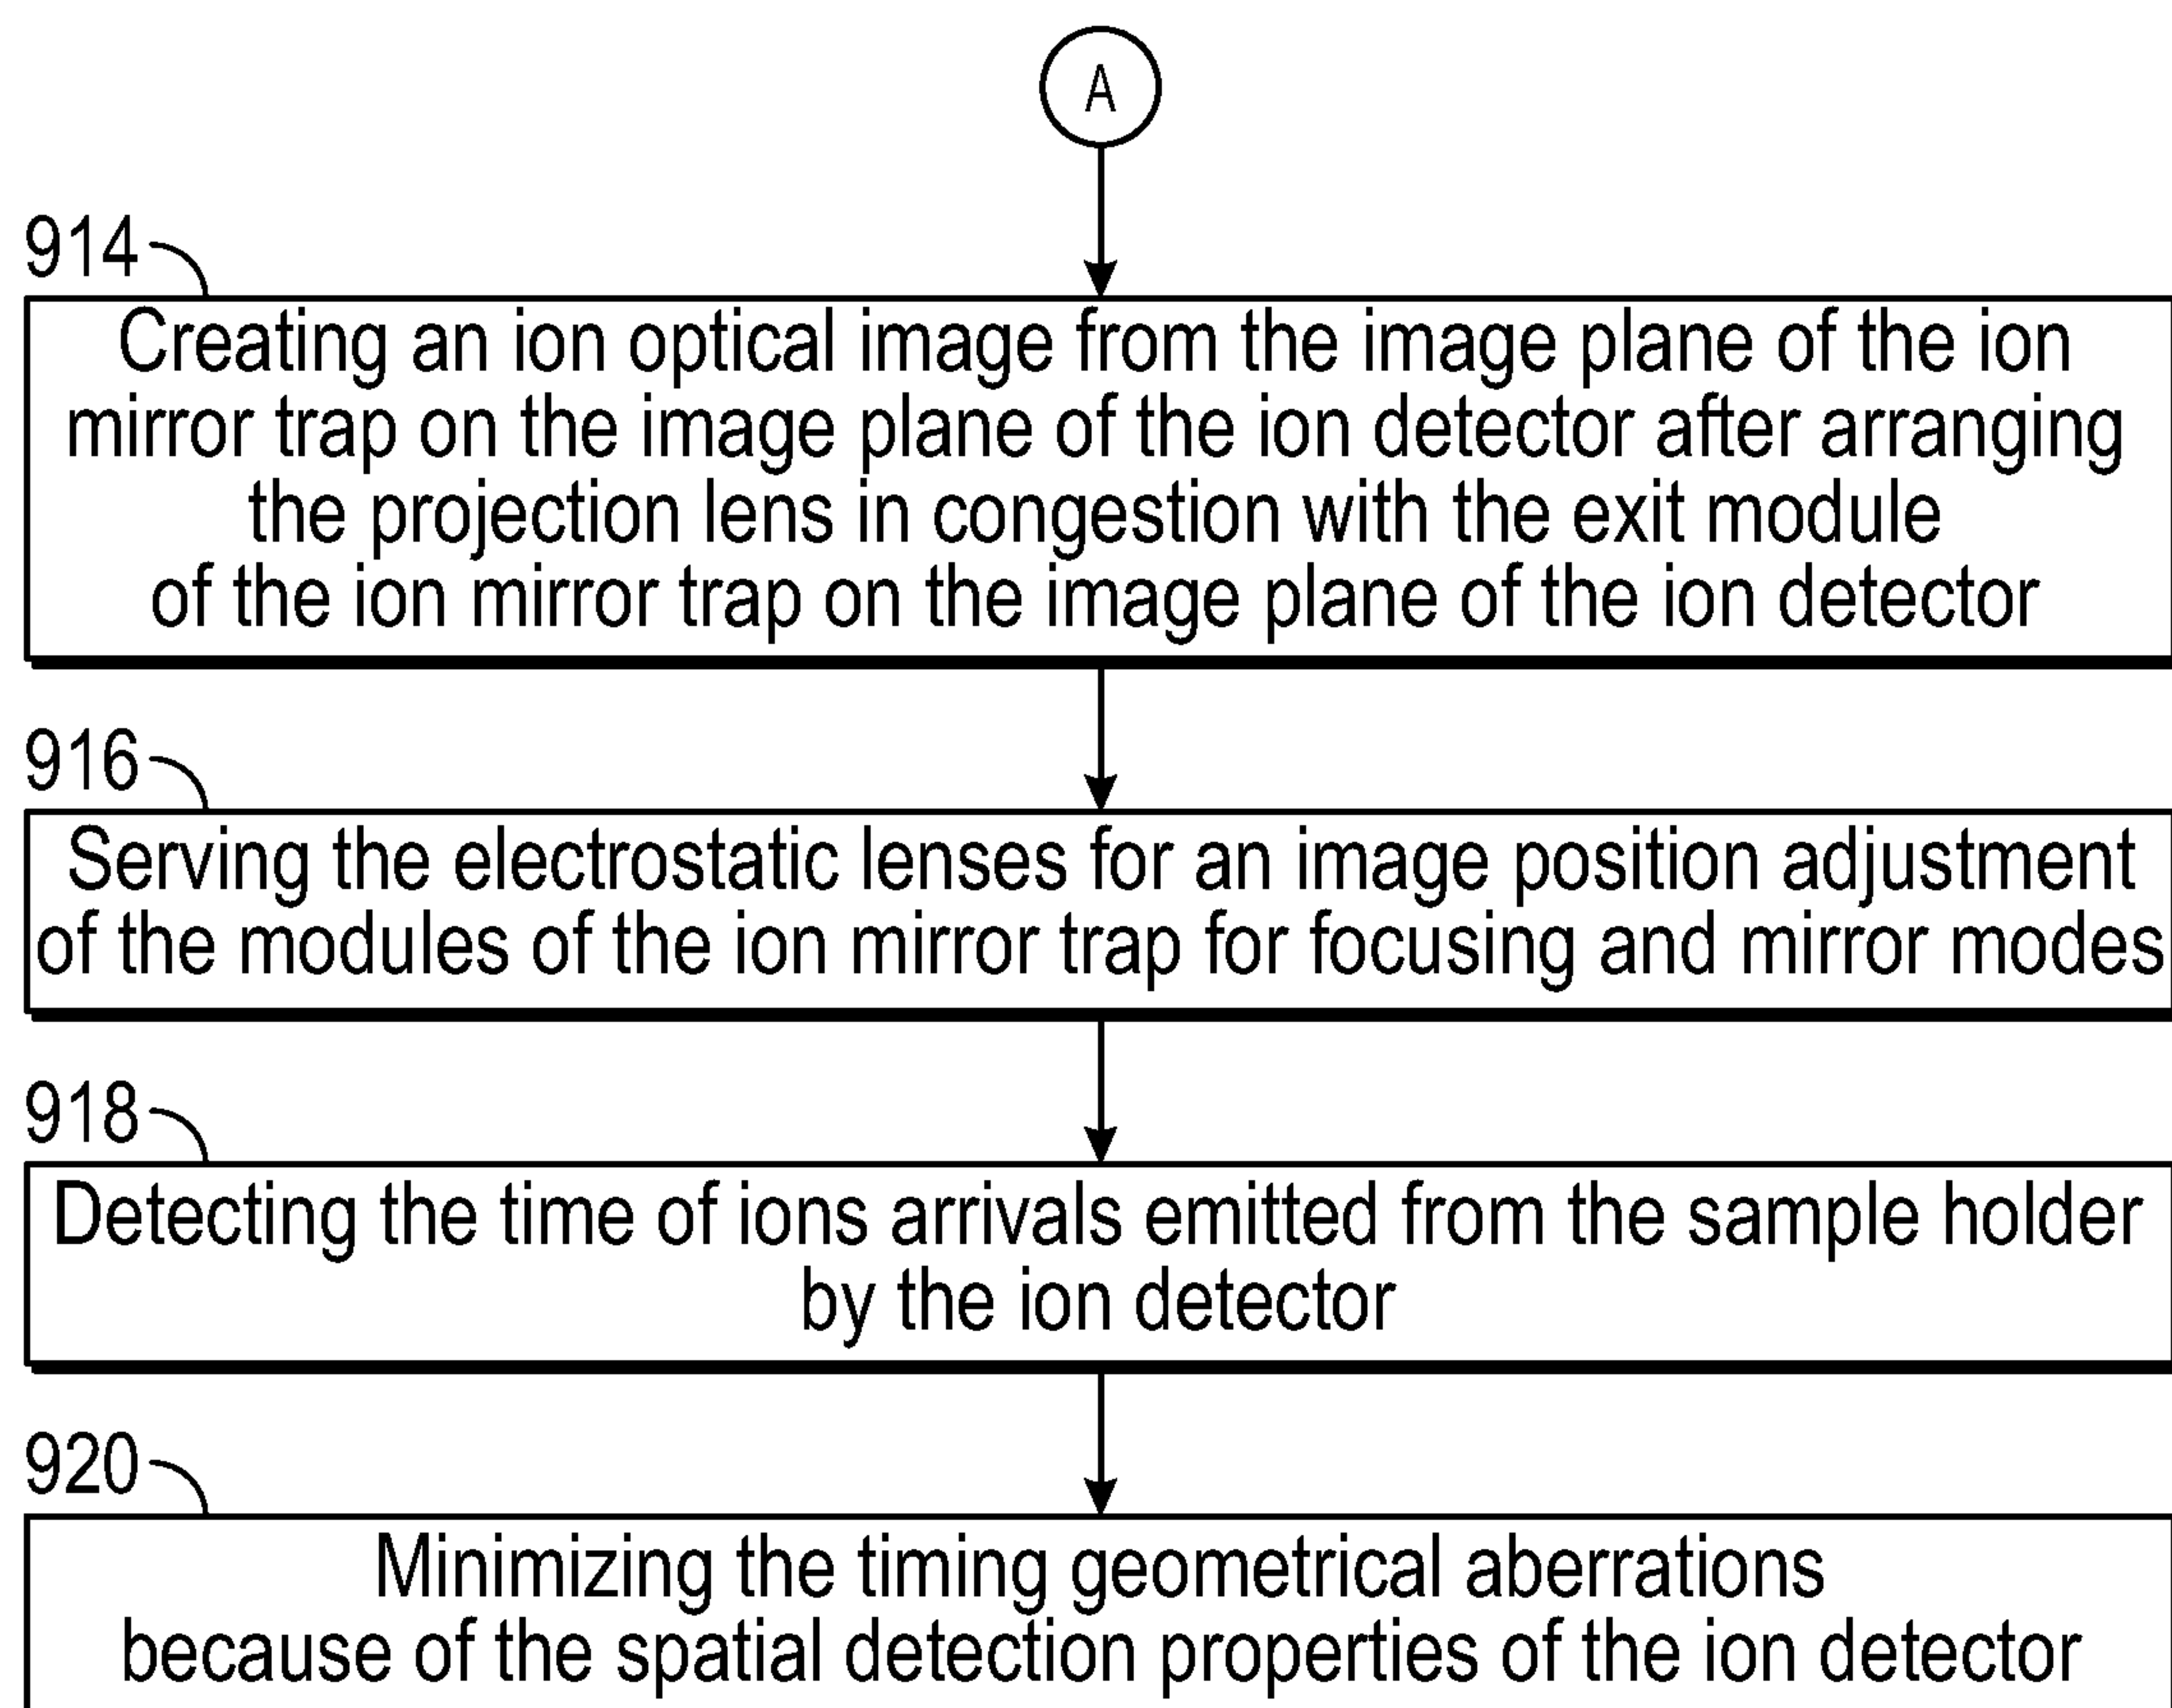 A
914
Creating an ion optical image from the image plane of the ion
mirror trap on the image plane of the ion detector after arranging
the projection lens in congestion with the exit module
of the ion mirror trap on the image plane of the ion detector
916
Serving the electrostatic lenses for an image position adjustment
of the modules of the ion mirror trap for focusing and mirror modes
918
Detecting the time of ions arrivals emitted from the sample holder
by the ion detector
920
Minimizing the timing geometrical aberrations
because of the spatial detection properties of the ion detector